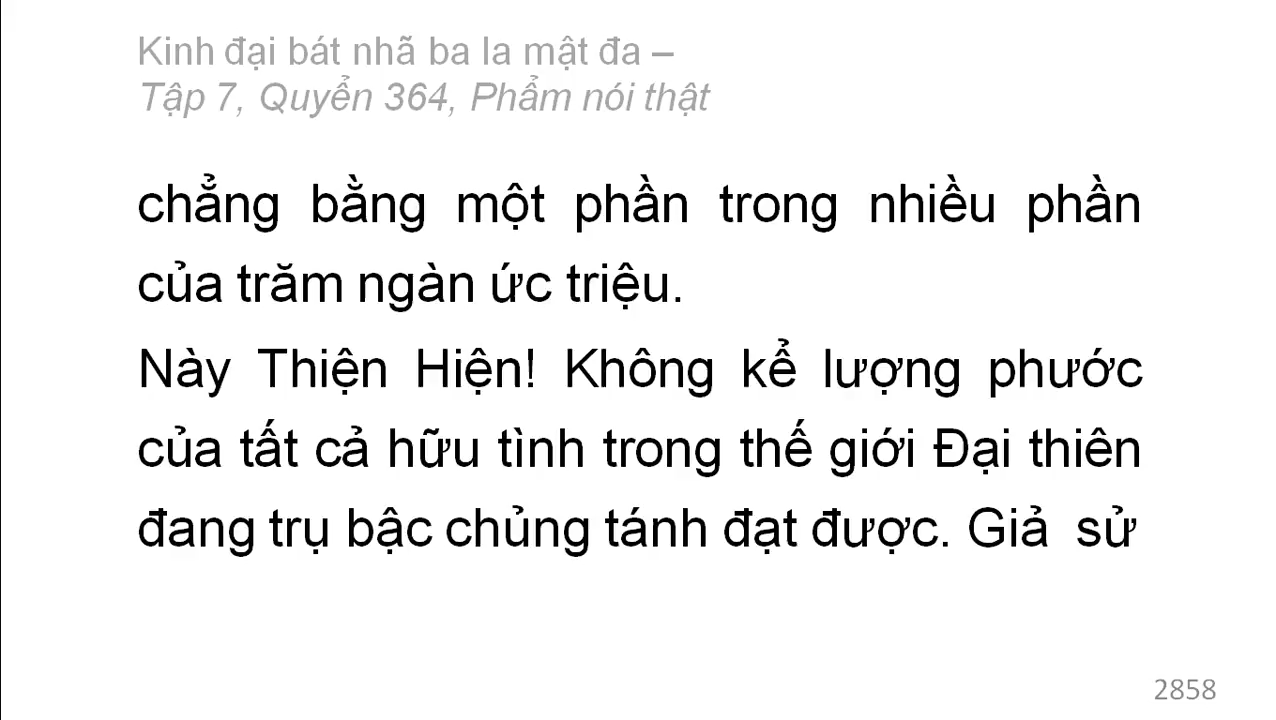 Kinh đại bát nhã ba la mật đa –
Tập 7, Quyển 364, Phẩm nói thật
chẳng bằng một phần trong nhiều phần
của trăm ngàn ức triệu.
Này Thiện Hiện! Không kể lượng phước
của tất cả hữu tình trong thế giới Đại thiên
đang trụ bậc chủng tánh đạt được. Giả sử
2858